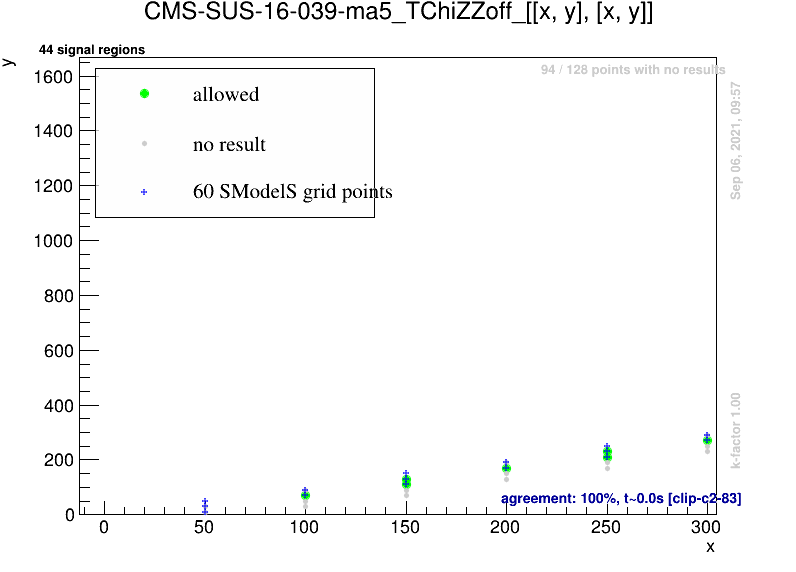 CMS-SUS-16-039-ma5_TChiZZoff_[[x, y], [x, y]]
44 signal regions
y
94 / 128 points with no results
1600
1400
1200
1000
800
600
400
200
0
allowed
no result
60 SModelS grid points
Sep 06, 2021, 09:57
k-factor 1.00
agreement: 100%, t~0.0s [clip-c2-83]
0 50 100 150 200 250 300
x